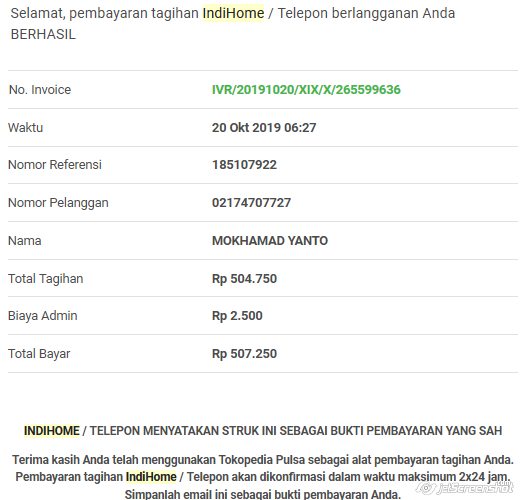 Selamat, pembayaran tagihan IndiHome / Telepon berlangganan Anda
BERHASIL
No. Invoice IVR/20191020/XIX/X/265599636
Waktu 20 Okt 2019 06:27
Nomor Referensi 185107922
Nomor Pelanggan 02174707727
Nama MOKHAMAD YANTO
Total Tagihan Rp 504.750
Biaya Admin Rp 2.500
Total Bayar Rp 507.250
INDIHOME / TELEPON MENYATAKAN STRUK INI SEBAGAI BUKTI PEMBAYARAN YANG SAH
Terima kasih Anda telah menggunakan Tokopedia Pulsa sebagai alat pembayaran tagihan Anda.
Pembayaran tagihan IndiHome / Telepon akan dikonfirmasi dalam waktu maksimum 2x24 jam.
Simpanlah email ini sebagai bukti pembayaran Anda.
jetScreenshot